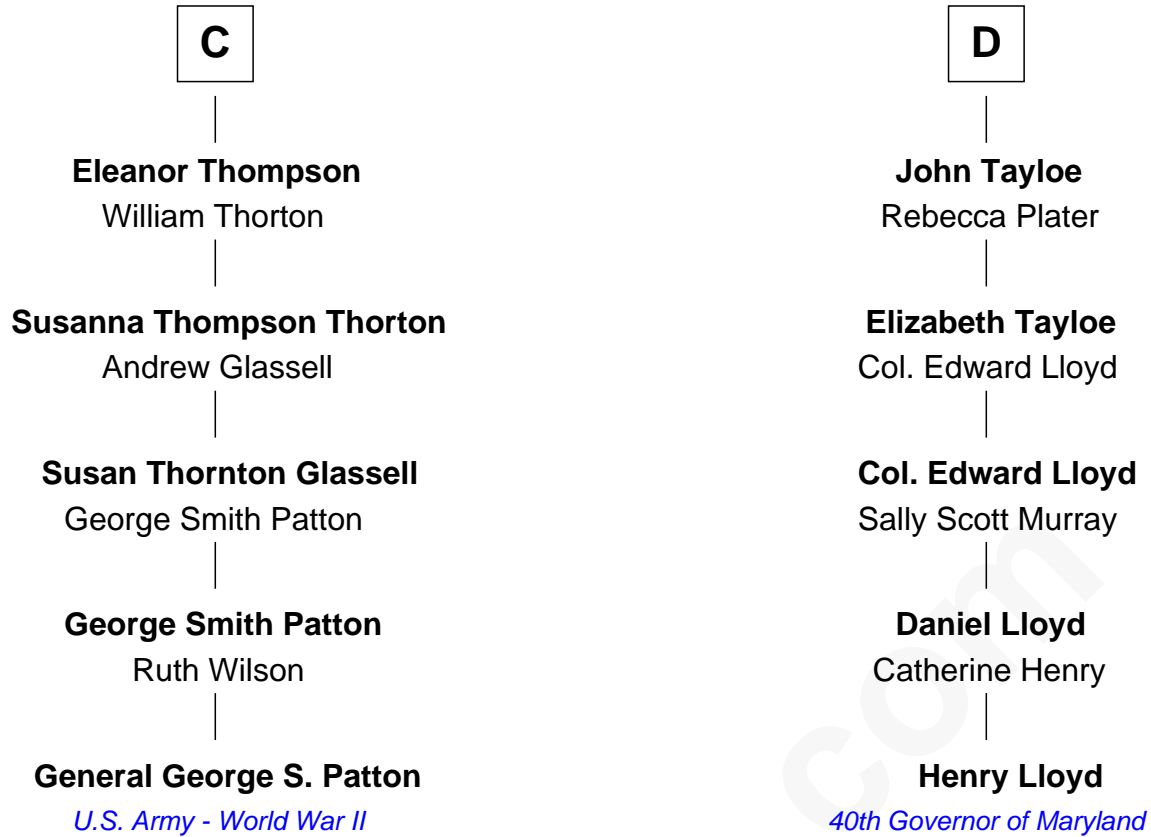 C
Eleanor Thompson
William Thorton
Susanna Thompson Thorton
Andrew Glassell
Susan Thornton Glassell
George Smith Patton
George Smith Patton
Ruth Wilson
General George S. Patton
U.S. Army - World War II
D
John Tayloe
Rebecca Plater
Elizabeth Tayloe
Col. Edward Lloyd
Col. Edward Lloyd
Sally Scott Murray
Daniel Lloyd
Catherine Henry
Henry Lloyd
40th Governor of Maryland
com